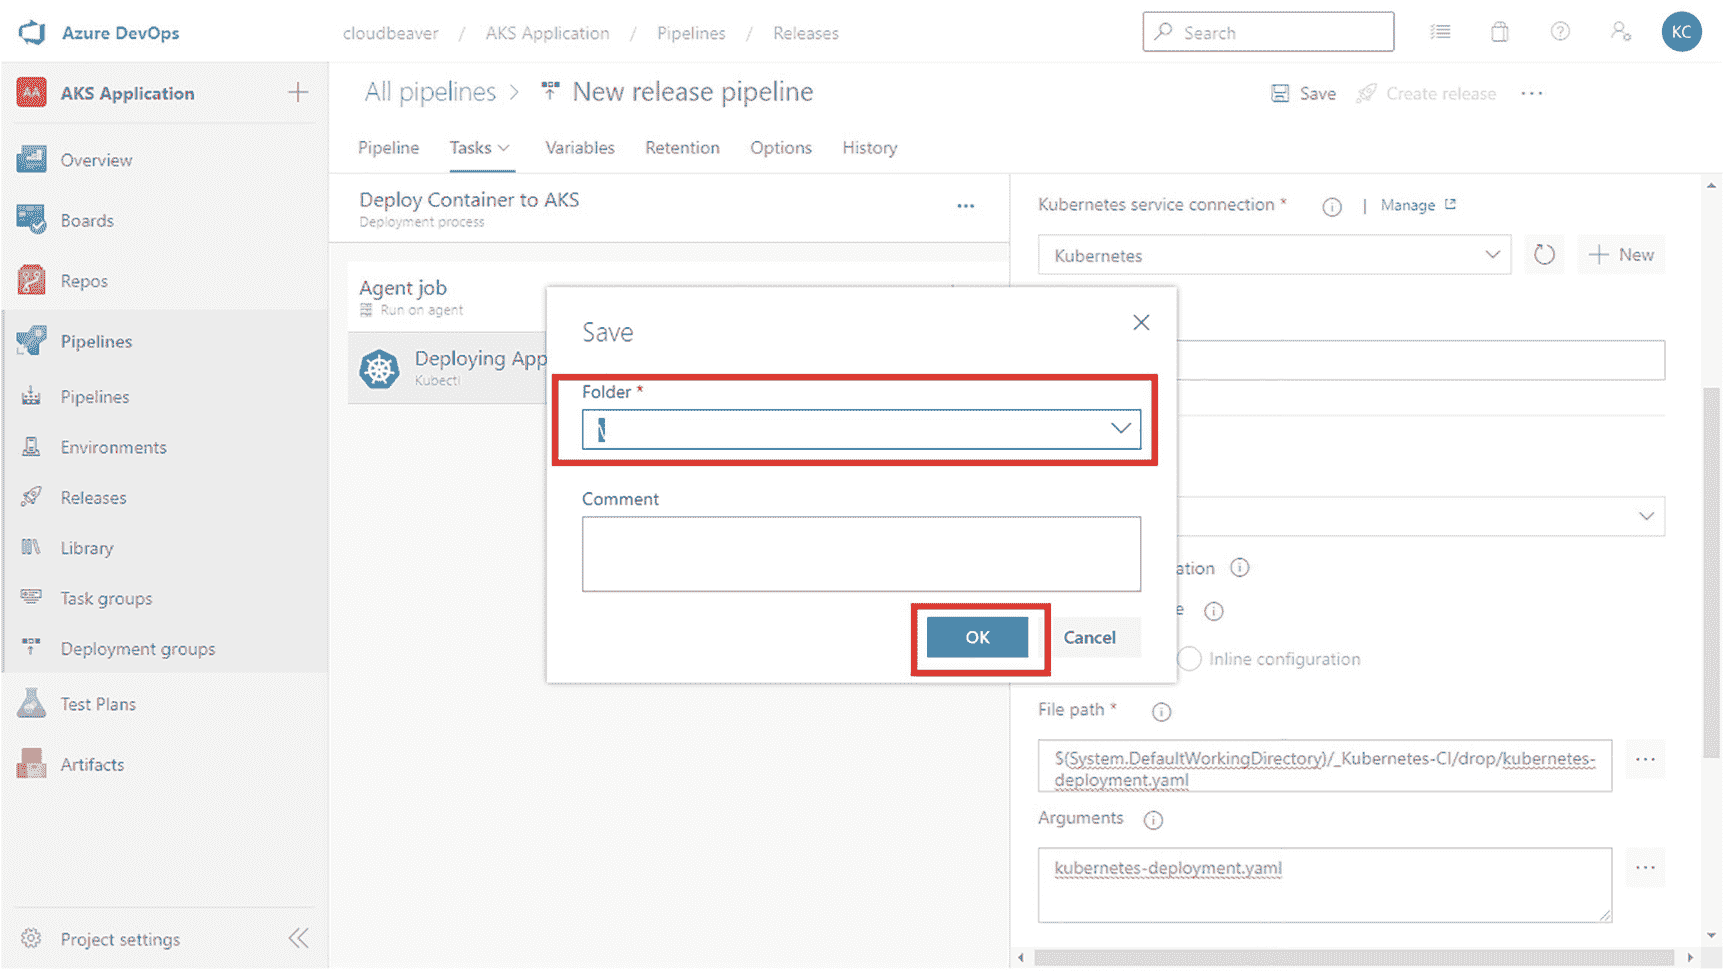 Azure DevOps
cloudbeaver / AKS Application / Pipelines / Releases
Search
KC
AA AKS Application
Overview
Boards
Repos
Pipelines
Pipelines
Environments
Releases
Library
Task groups
Deployment groups
Test Plans
Artifacts
Project settings
All pipelines > New release pipeline
Save
Create release
Pipeline Tasks Variables Retention Options History
Deploy Container to AKS
Deployment process
Agent job
Run on agent
Deploying App
Kubectl
Kubernetes service connection *
| Manage
Kubernetes
+ New
Save
Folder *
\
Comment
OK
Cancel
ation
e
Inline configuration
File path *
$(System.DefaultWorkingDirectory)/_Kubernetes-CI/drop/kubernetes-
deployment.yaml
Arguments
kubernetes-deployment.yaml